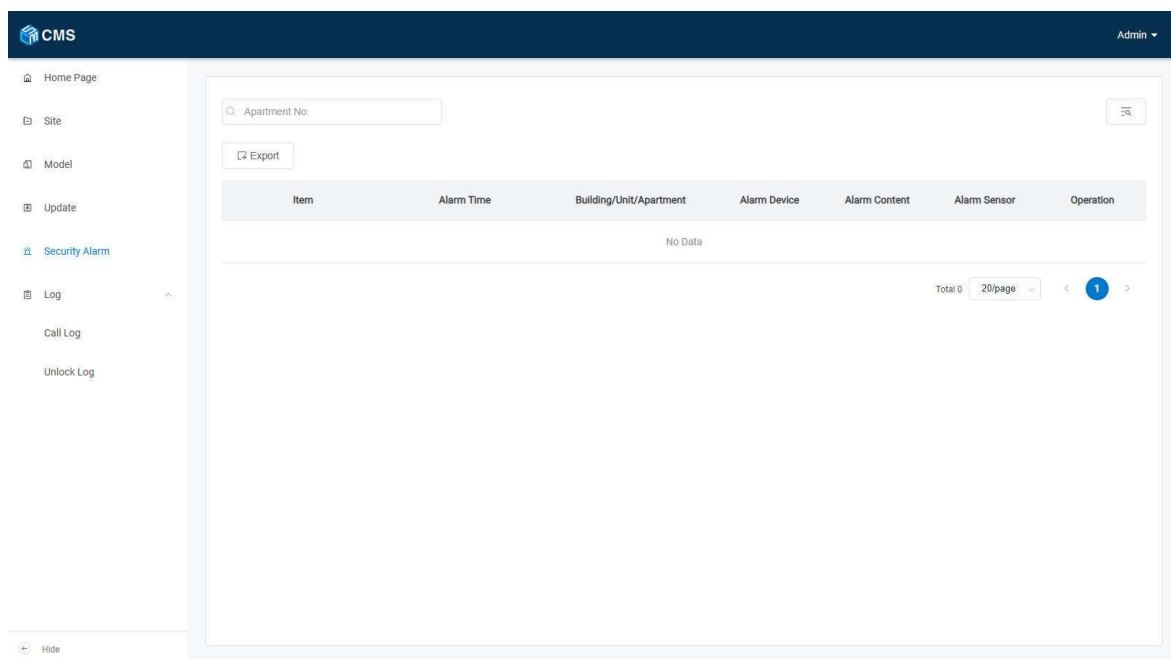 CMS
Admin
Home Page
Site
Model
Update
Security Alarm
Log
Call Log
Unlock Log
Hide
Apartment No.
Export
Item Alarm Time Building/Unit/Apartment Alarm Device Alarm Content Alarm Sensor Operation
No Data
Total 0 20/page < 1 >